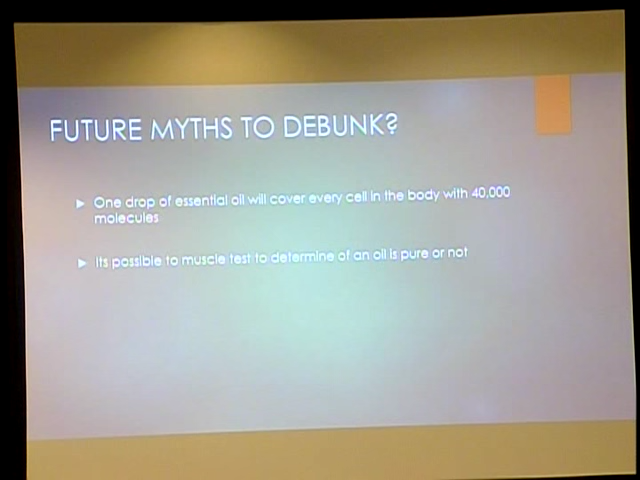 FUTURE MYTHS TO DEBUNK?
One drop of essential oil will cover every cell in the body with 40,000
molecules
Its possible to muscle test to determine of an oil is pure or not